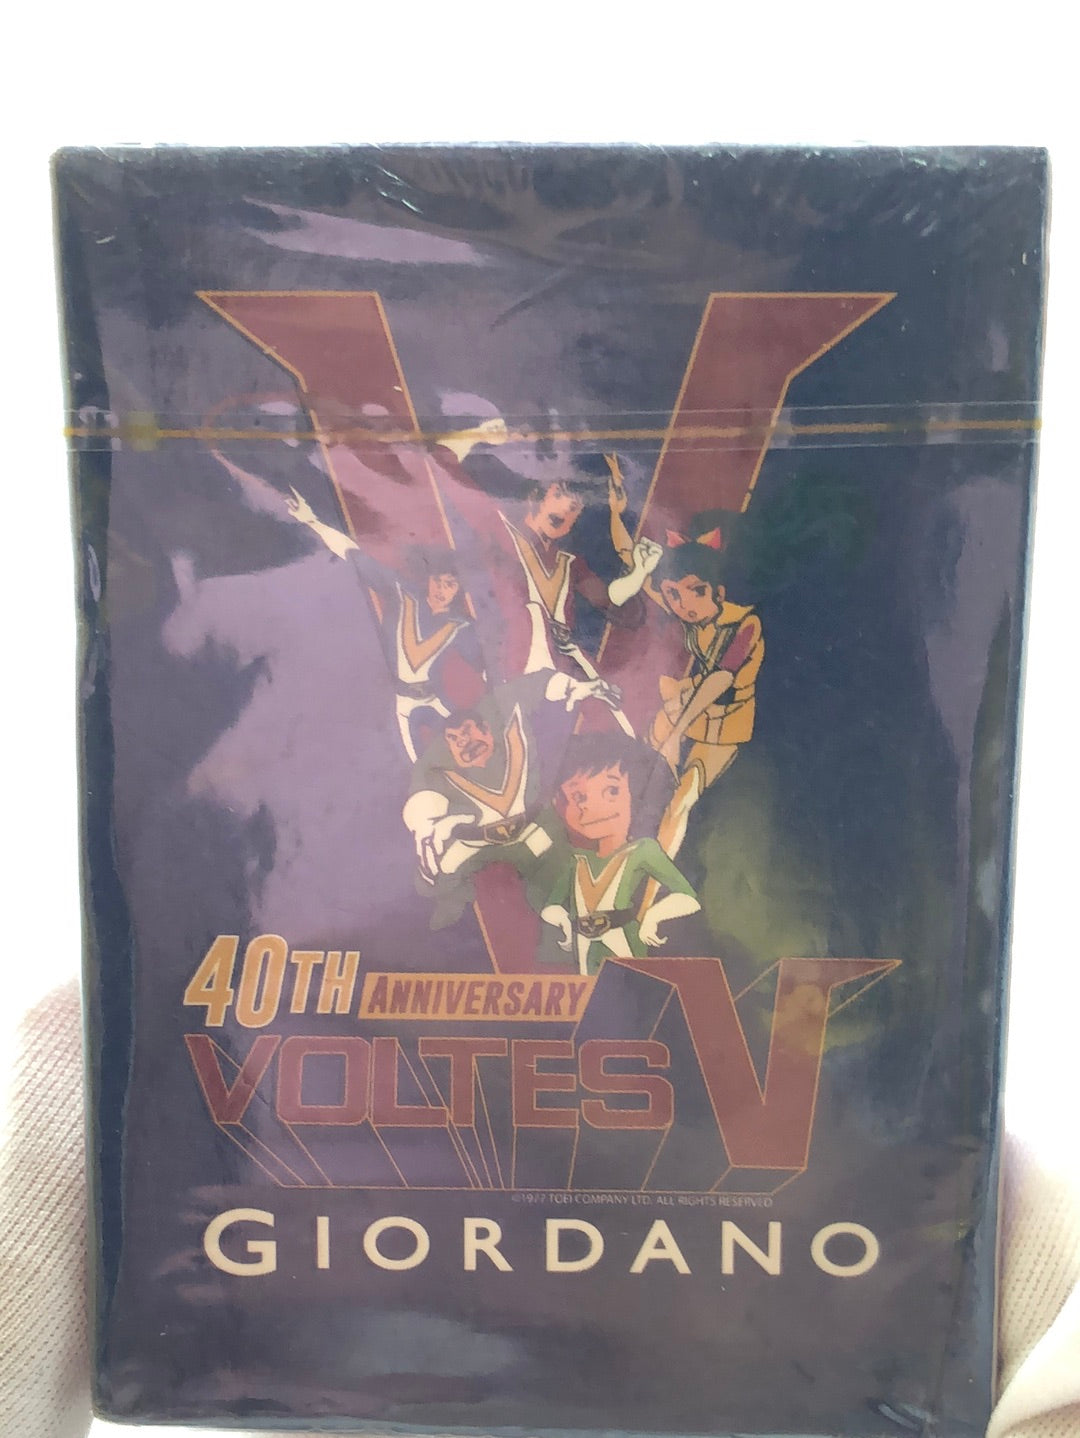 40TH ANNIVERSARY
VOLTES V
©1977 TOEI COMPANY LTD. ALL RIGHTS RESERVED
GIORDANO